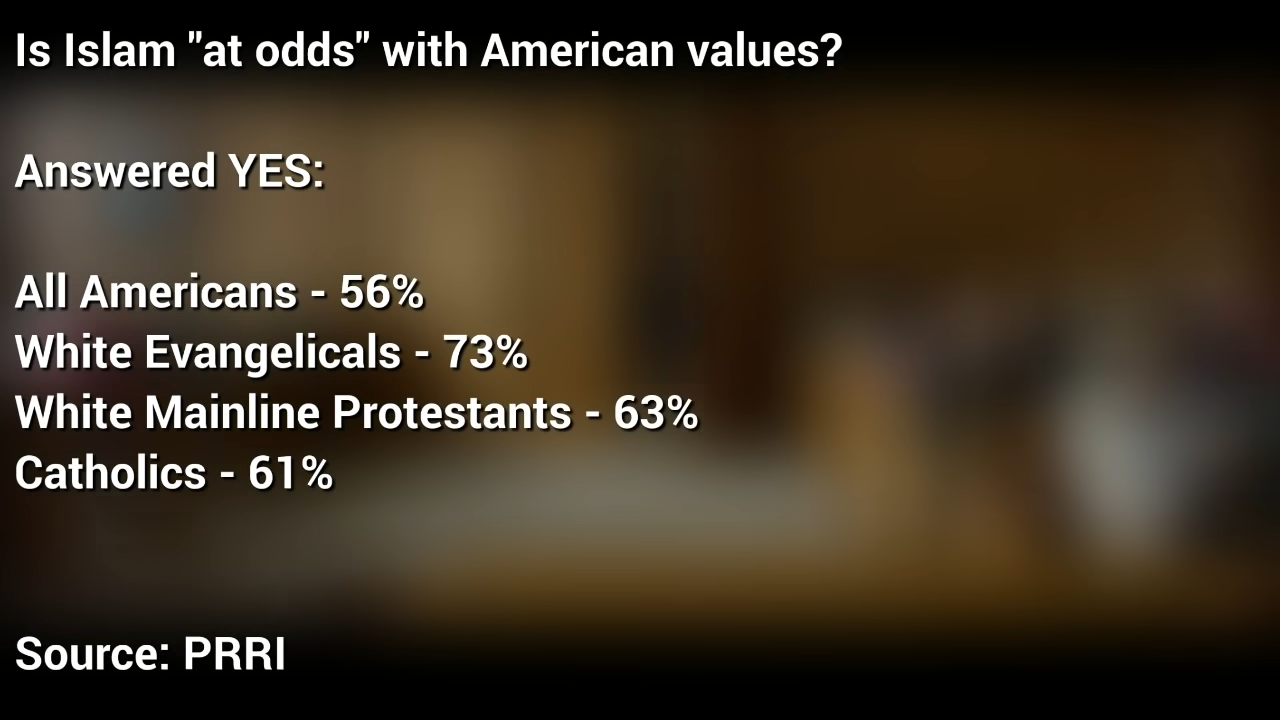 Is Islam "at odds" with American values?
Answered YES:
All Americans - 56%
White Evangelicals - 73%
White Mainline Protestants - 63%
Catholics - 61%
Source: PRRI